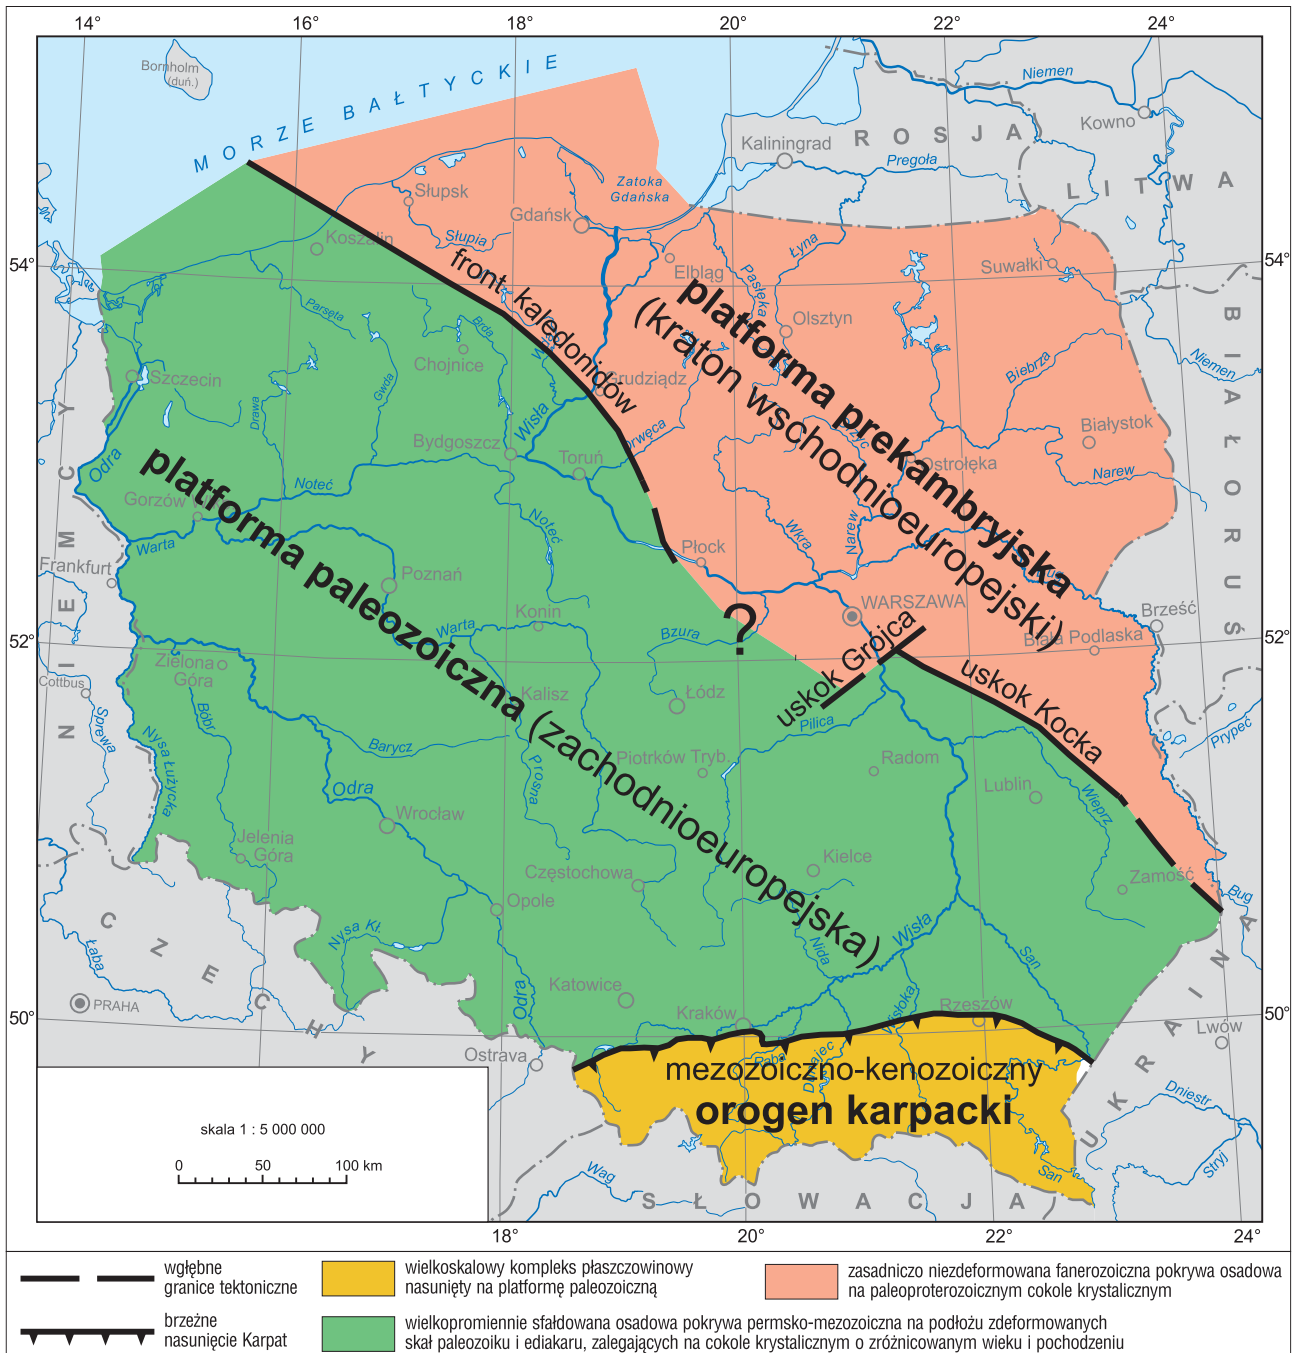 14° 16° 18° 20° 22° 24°
Bornholm
(duń.)
MORZE BAŁTYCKIE
Niemen
Kowno
Kaliningrad
ROSJA
Pregoła
LITWA
Zatoka
Gdańska
Słupsk
Gdańsk
Koszalin
Słupia
Łyna
Suwałki
54°
54°
Elbląg
Pasłęka
front kaledonidów
platforma prekambryjska
(kraton wschodnioeuropejski)
Parsęta
Brda
Wda
Olsztyn
BIAŁORUŚ
Chojnice
Biebrza
Niemen
Szczecin
Gwda
Grudziądz
Drawa
Wisła
Drwęca
Białystok
NIEMCY
Odra
Bydgoszcz
Toruń
Ostrołęka
Narew
platforma paleozoiczna (zachodnioeuropejska)
Noteć
Gorzów
Noteć
Wkra
Narew
Warta
Płock
Frankfurt
Poznań
Bug
WARSZAWA
Brześć
Konin
?
Warta
Bzura
52°
52°
Biała Podlaska
Zielona
Góra
uskok Grójca
uskok Kocka
Cottbus
Kalisz
Łódź
Bóbr
Sprewa
Nysa Łużycka
Pilica
Prypeć
Barycz
Piotrków Tryb.
Radom
Prosna
Lublin
Odra
Wieprz
Wrocław
Jelenia
Góra
Kielce
Częstochowa
Zamość
Opole
Bug
CZECHY
Nysa Kł.
Wisła
Łaba
Nida
San
UKRAINA
Katowice
Odra
PRAHA
Wisłoka
Rzeszów
50°
50°
Kraków
Lwów
Ostrava
Raba
Dunajec
mezozoiczno-kenozoiczny
orogen karpacki
Dniestr
skala 1 : 5 000 000
0 50 100 km
Wag
San
Stryj
SŁOWACJA
18° 20° 22° 24°
wgłębne
granice tektoniczne
brzeżne
nasunięcie Karpat
wielkoskalowy kompleks płaszczowinowy
nasunięty na platformę paleozoiczną
zasadniczo niezdeformowana fanerozoiczna pokrywa osadowa
na paleoproterozoicznym cokole krystalicznym
wielkopromiennie sfałdowana osadowa pokrywa permsko-mezozoiczna na podłożu zdeformowanych
skał paleozoiku i ediakaru, zalegających na cokole krystalicznym o zróżnicowanym wieku i pochodzeniu